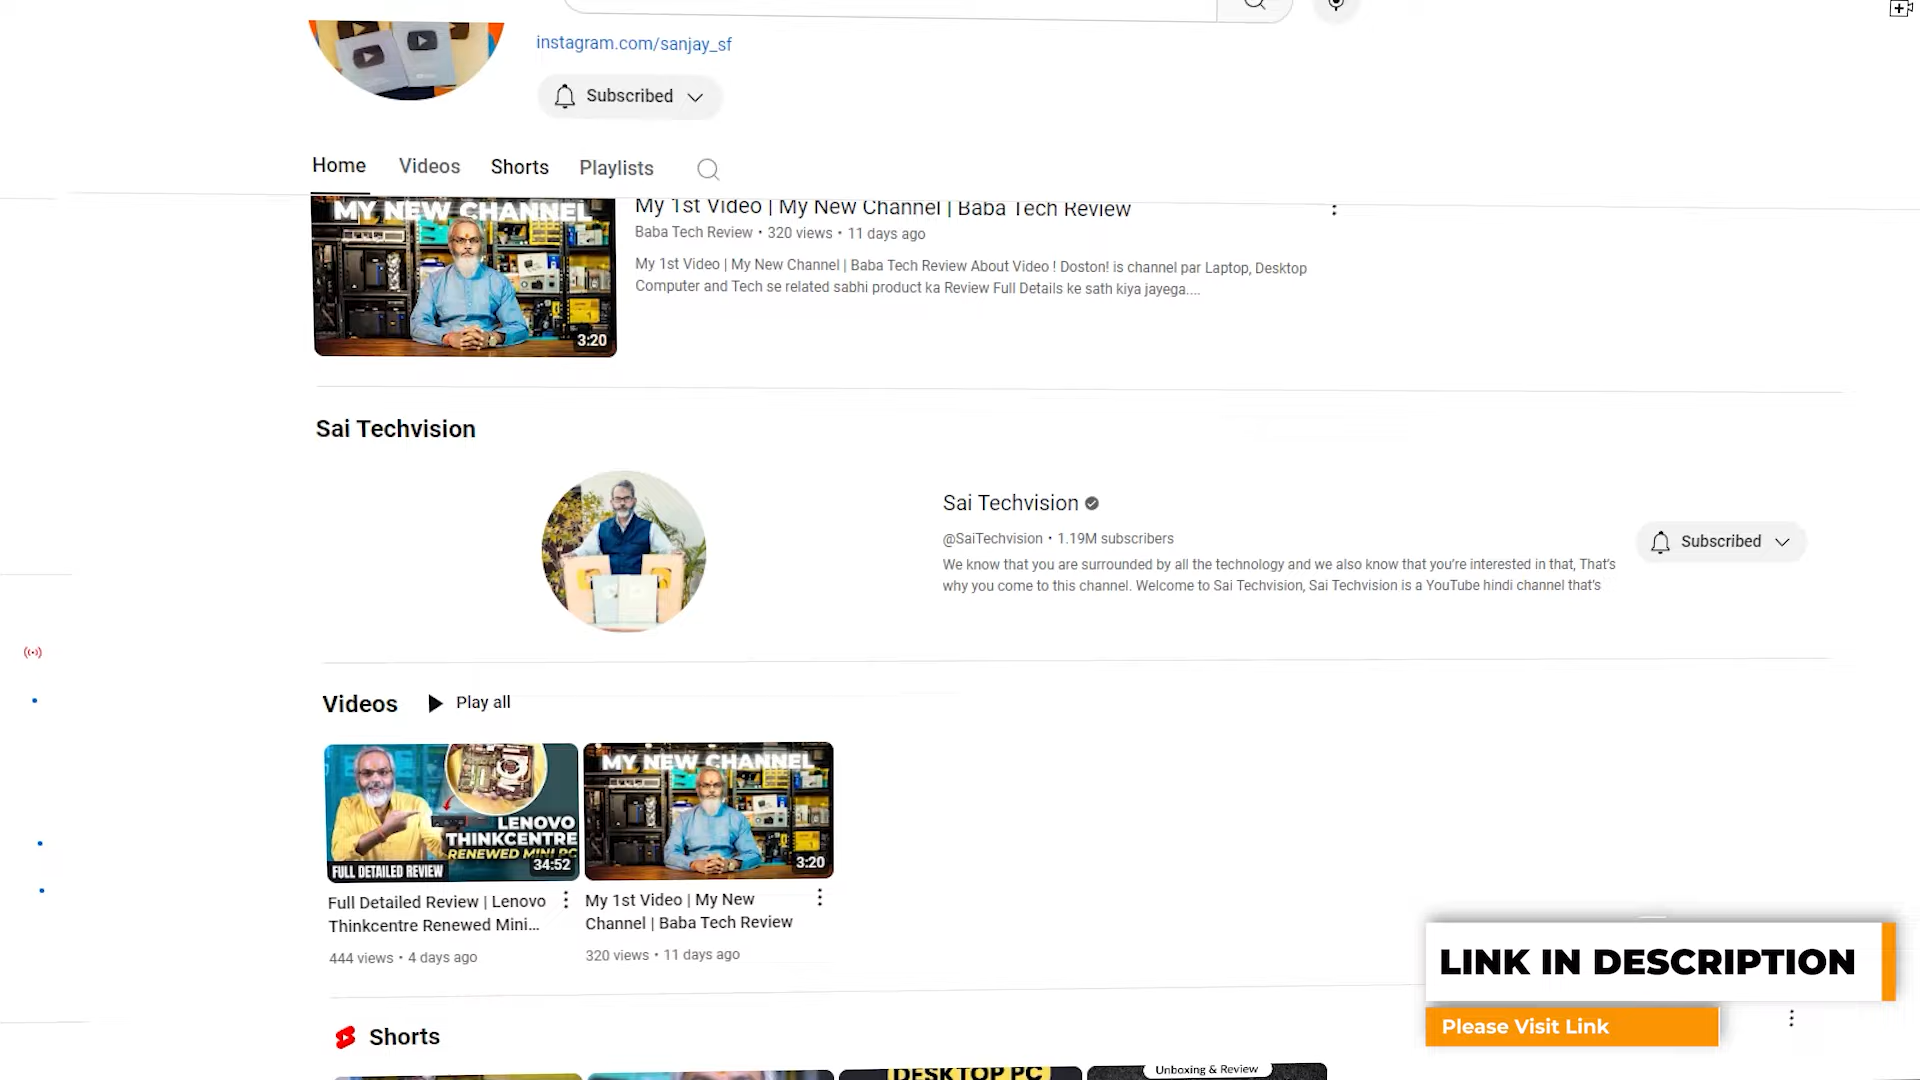 instagram.com/sanjay_sf
Subscribed
Home Videos Shorts Playlists
MY NEW CHANNEL
3:20
My 1st Video | My New Channel | Baba Tech Review
Baba Tech Review • 320 views • 11 days ago
My 1st Video | My New Channel | Baba Tech Review About Video ! Doston! is channel par Laptop, Desktop
Computer and Tech se related sabhi product ka Review Full Details ke sath kiya jayega....
Sai Techvision
Sai Techvision
@SaiTechvision • 1.19M subscribers
We know that you are surrounded by all the technology and we also know that you're interested in that, That's
why you come to this channel. Welcome to Sai Techvision, Sai Techvision is a YouTube hindi channel that's
Subscribed
Videos Play all
LENOVO
THINKCENTRE
RENEWED MINI PC
34:52
FULL DETAILED REVIEW
Full Detailed Review | Lenovo
Thinkcentre Renewed Mini...
444 views • 4 days ago
MY NEW CHANNEL
3:20
My 1st Video | My New
Channel | Baba Tech Review
320 views • 11 days ago
LINK IN DESCRIPTION
Please Visit Link
Shorts
DESKTOP PC
Unboxing & Review